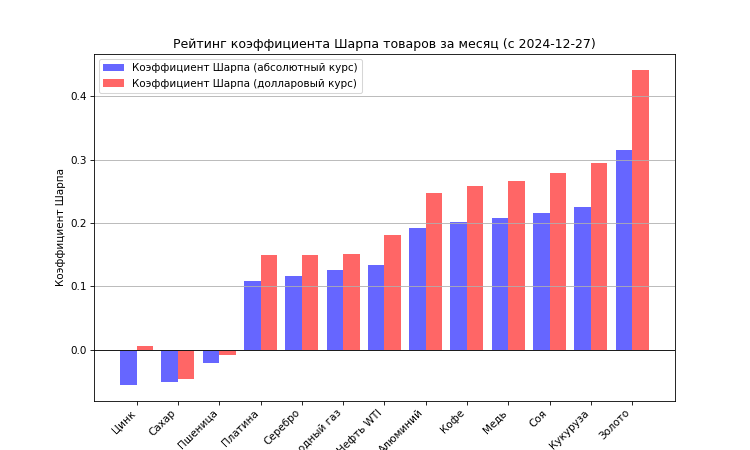 Рейтинг коэффициента Шарпа товаров за месяц (с 2024-12-27)
Коэффициент Шарпа (абсолютный курс)
Коэффициент Шарпа (долларовый курс)
Коэффициент Шарпа
0.4
0.3
0.2
0.1
0.0
Цинк
Сахар
Пшеница
Платина
Серебро
газ
Нефть WTI
Алюминий
Кофе
Медь
Соя
Кукуруза
Золото